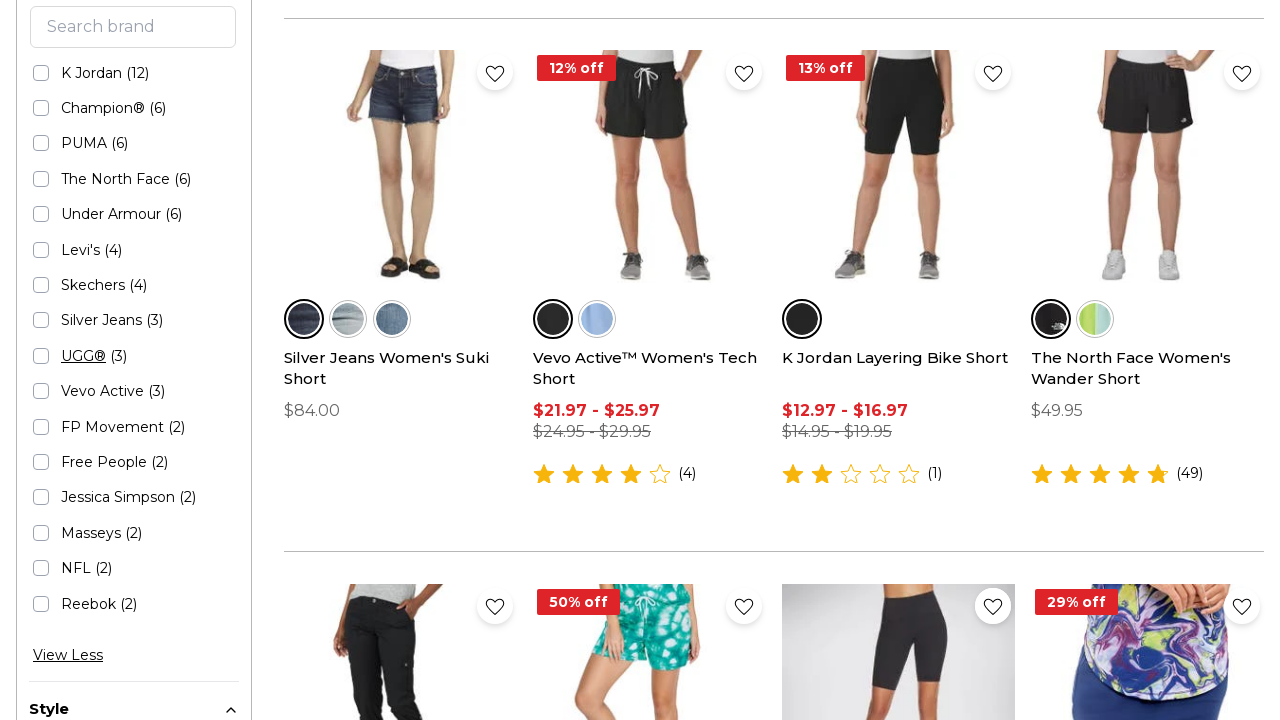 Search brand
K Jordan (12)
Champion® (6)
PUMA (6)
The North Face (6)
Under Armour (6)
Levi's (4)
Skechers (4)
Silver Jeans (3)
UGG® (3)
Vevo Active (3)
FP Movement (2)
Free People (2)
Jessica Simpson (2)
Masseys (2)
NFL (2)
Reebok (2)
View Less
Style
Silver Jeans Women's Suki
Short
$84.00
12% off
Vevo Active™ Women's Tech
Short
$21.97 - $25.97
$24.95 - $29.95
(4)
13% off
K Jordan Layering Bike Short
$12.97 - $16.97
$14.95 - $19.95
(1)
The North Face Women's
Wander Short
$49.95
(49)
50% off
29% off